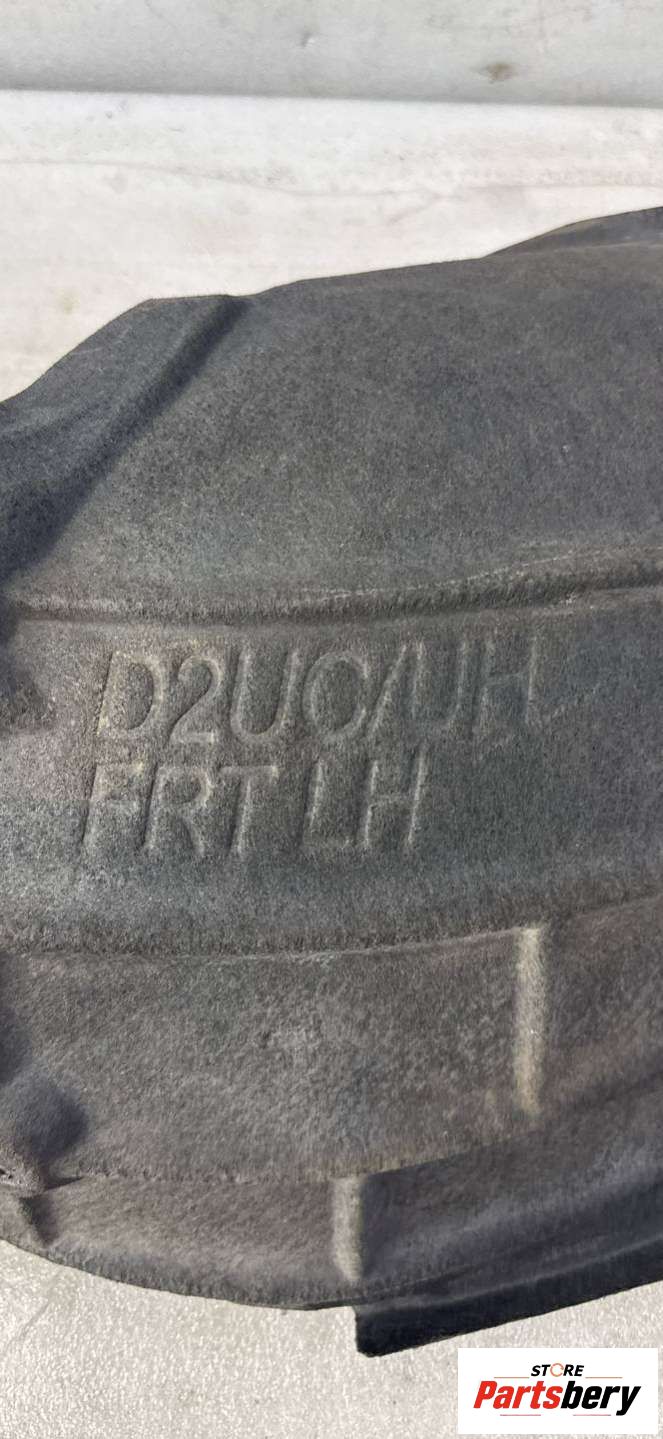 D2UC/UH
FRT LH
STORE
Partsbery